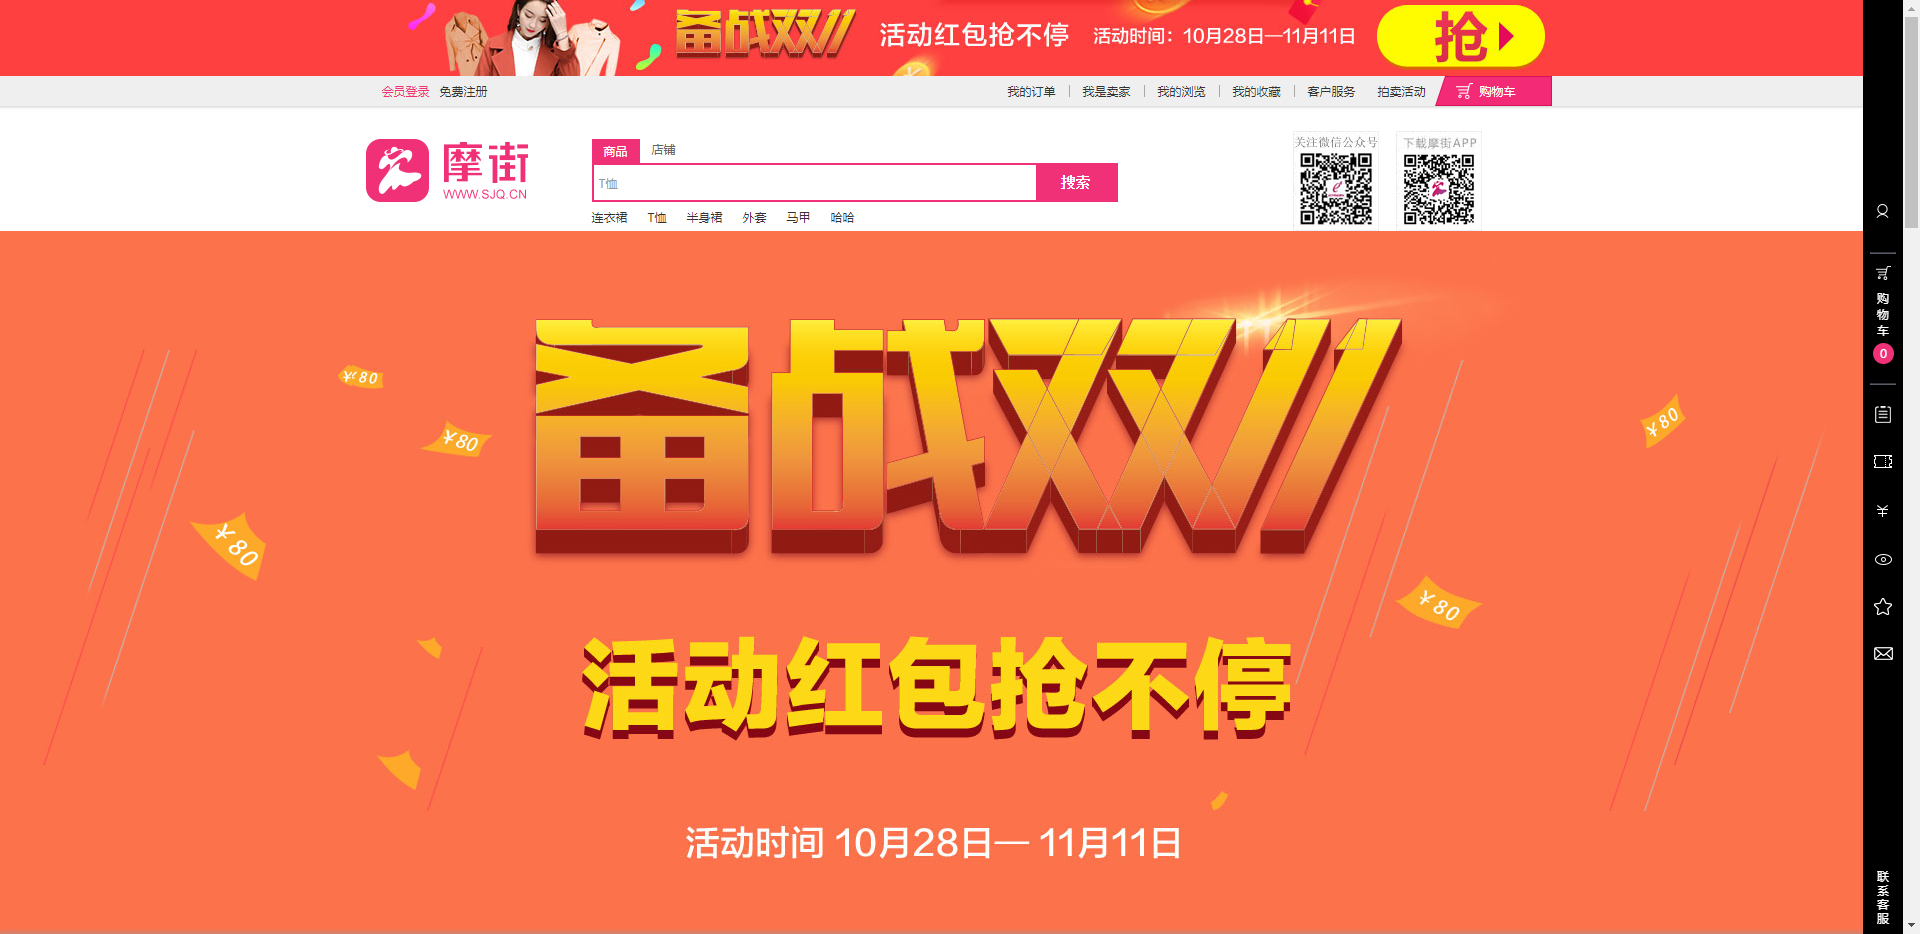 备战双11
活动红包抢不停
活动时间：10月28日—11月11日
抢
会员登录 免费注册
我的订单 我是卖家 我的浏览 我的收藏 客户服务 拍卖活动 购物车
摩街
WWW.SJQ.CN
商品 店铺
T恤
搜索
连衣裙 T恤 半身裙 外套 马甲 哈哈
关注微信公众号
下载摩街APP
备战双11
¥80
¥80
¥80
¥80
¥80
活动红包抢不停
活动时间 10月28日— 11月11日
购物车
0
联系客服